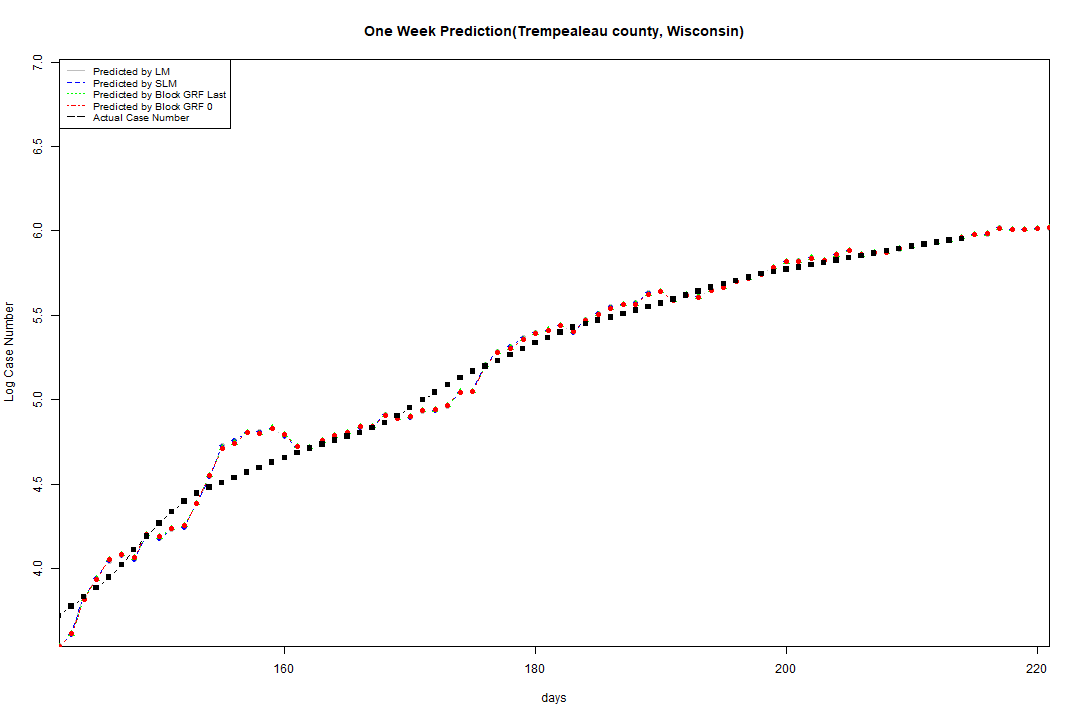 One Week Prediction(Trempealeau county, Wisconsin)
Predicted by LM
Predicted by SLM
Predicted by Block GRF Last
Predicted by Block GRF 0
Actual Case Number
7.0
6.5
6.0
5.5
5.0
4.5
4.0
Log Case Number
160
180
200
220
days